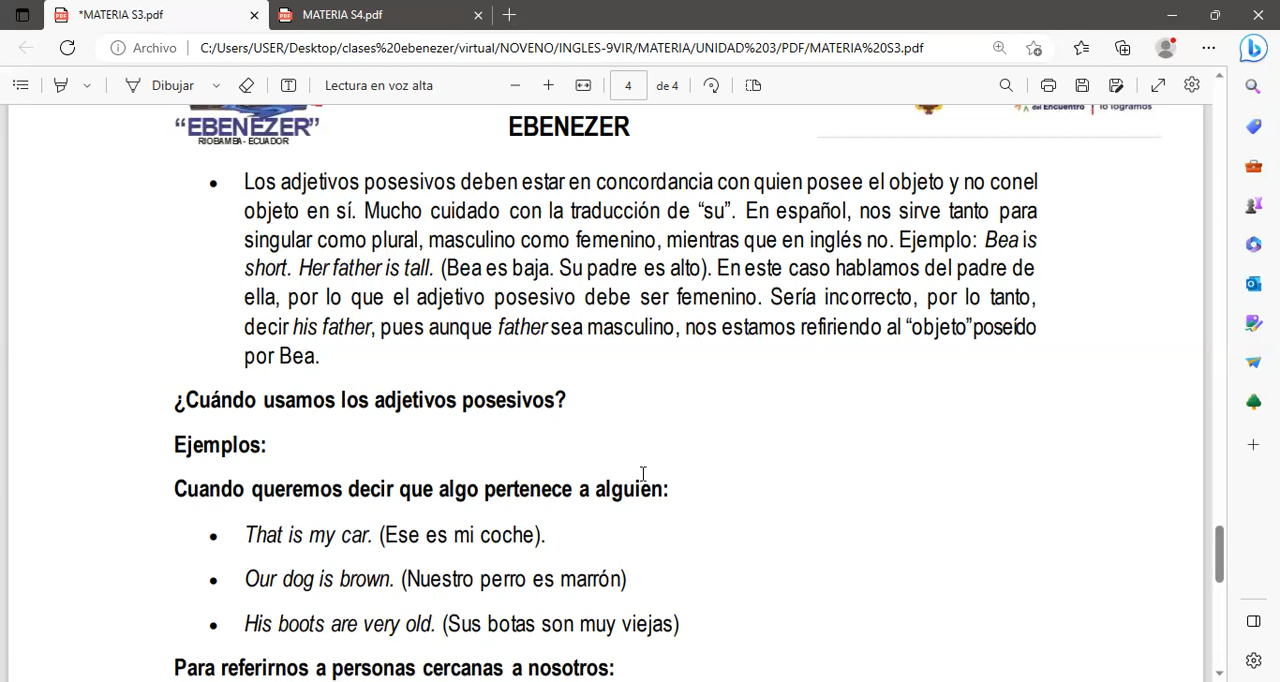 *MATERIA S3.pdf
MATERIA S4.pdf
Archivo
C:/Users/USER/Desktop/clases%20ebenezer/virtual/NOVENO/INGLES-9VIR/MATERIA/UNIDAD%203/PDF/MATERIA%20S3.pdf
Dibujar
Lectura en voz alta
4
de 4
"EBENEZER"
RIOBAMBA - ECUADOR
EBENEZER
del Encuentro
lo logramos
• Los adjetivos posesivos deben estar en concordancia con quien posee el objeto y no conel
objeto en sí. Mucho cuidado con la traducción de “su”. En español, nos sirve tanto para
singular como plural, masculino como femenino, mientras que en inglés no. Ejemplo: Bea is
short. Her father is tall. (Bea es baja. Su padre es alto). En este caso hablamos del padre de
ella, por lo que el adjetivo posesivo debe ser femenino. Sería incorrecto, por lo tanto,
decir his father, pues aunque father sea masculino, nos estamos refiriendo al “objeto”poseído
por Bea.
¿Cuándo usamos los adjetivos posesivos?
Ejemplos:
Cuando queremos decir que algo pertenece a alguien:
• That is my car. (Ese es mi coche).
• Our dog is brown. (Nuestro perro es marrón)
• His boots are very old. (Sus botas son muy viejas)
Para referirnos a personas cercanas a nosotros: